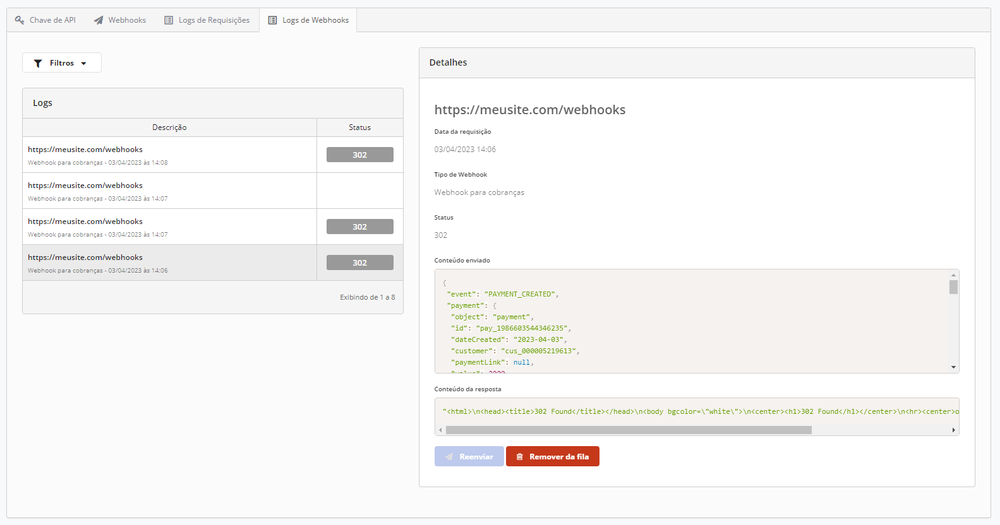 Chave de API
Webhooks
Logs de Requisições
Logs de Webhooks
Filtros
Logs
Descrição
Status
https://meusite.com/webhooks
Webhook para cobranças - 03/04/2023 às 14:08
302
https://meusite.com/webhooks
Webhook para cobranças - 03/04/2023 às 14:07
https://meusite.com/webhooks
Webhook para cobranças - 03/04/2023 às 14:07
302
https://meusite.com/webhooks
Webhook para cobranças - 03/04/2023 às 14:06
302
Exibindo de 1 a 8
Detalhes
https://meusite.com/webhooks
Data da requisição
03/04/2023 14:06
Tipo de Webhook
Webhook para cobranças
Status
302
Conteúdo enviado
{
"event": "PAYMENT_CREATED",
"payment": {
"object": "payment",
"id": "pay_1986603544346235",
"dateCreated": "2023-04-03",
"customer": "cus_000005219613",
"paymentLink": null,
Conteúdo da resposta
"<html>\n<head><title>302 Found</title></head>\n<body bgcolor=\"white\">\n<center><h1>302 Found</h1></center>\n<hr><center>o
Reenviar
Remover da fila